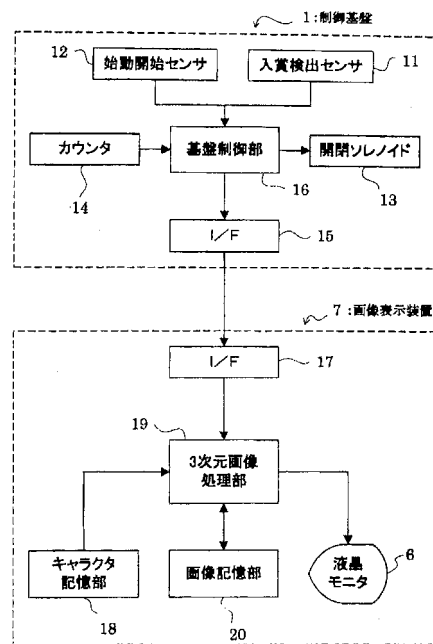 1:制御基盤
12
始動開始センサ
入賞検出センサ
11
カウンタ
14
基盤制御部
16
開閉ソレノイド
13
I/F
15
7:画像表示装置
I/F
17
19
3次元画像
処理部
キャラクタ
記憶部
18
画像記憶部
20
液晶
モニタ
6